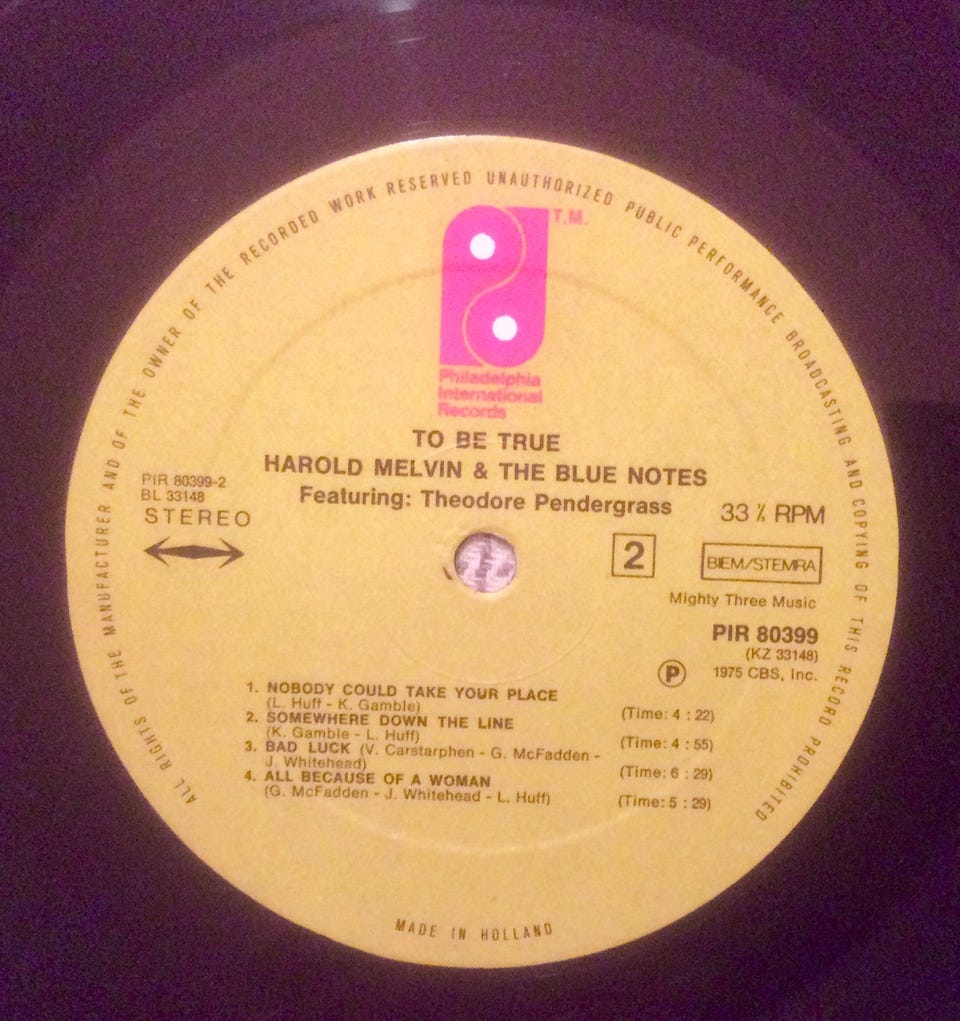 ALL RIGHTS OF THE MANUFACTURER AND OF THE OWNER OF THE RECORDED WORK RESERVED UNAUTHORIZED PUBLIC PERFORMANCE BROADCASTING AND COPYING OF THIS RECORD PROHIBITED
T.M.
Philadelphia
International
Records
TO BE TRUE
HAROLD MELVIN & THE BLUE NOTES
Featuring: Theodore Pendergrass
PIR 80399-2
BL 33148
STEREO
33 ⅓ RPM
2
BIEM/STEMRA
Mighty Three Music
PIR 80399
(KZ 33148)
Ⓟ 1975 CBS, Inc.
1. NOBODY COULD TAKE YOUR PLACE
(L. Huff - K. Gamble) (Time: 4 : 22)
2. SOMEWHERE DOWN THE LINE
(K. Gamble - L. Huff) (Time: 4 : 55)
3. BAD LUCK (V. Carstarphen - G. McFadden -
J. Whitehead) (Time: 6 : 29)
4. ALL BECAUSE OF A WOMAN
(G. McFadden - J. Whitehead - L. Huff) (Time: 5 : 29)
MADE IN HOLLAND